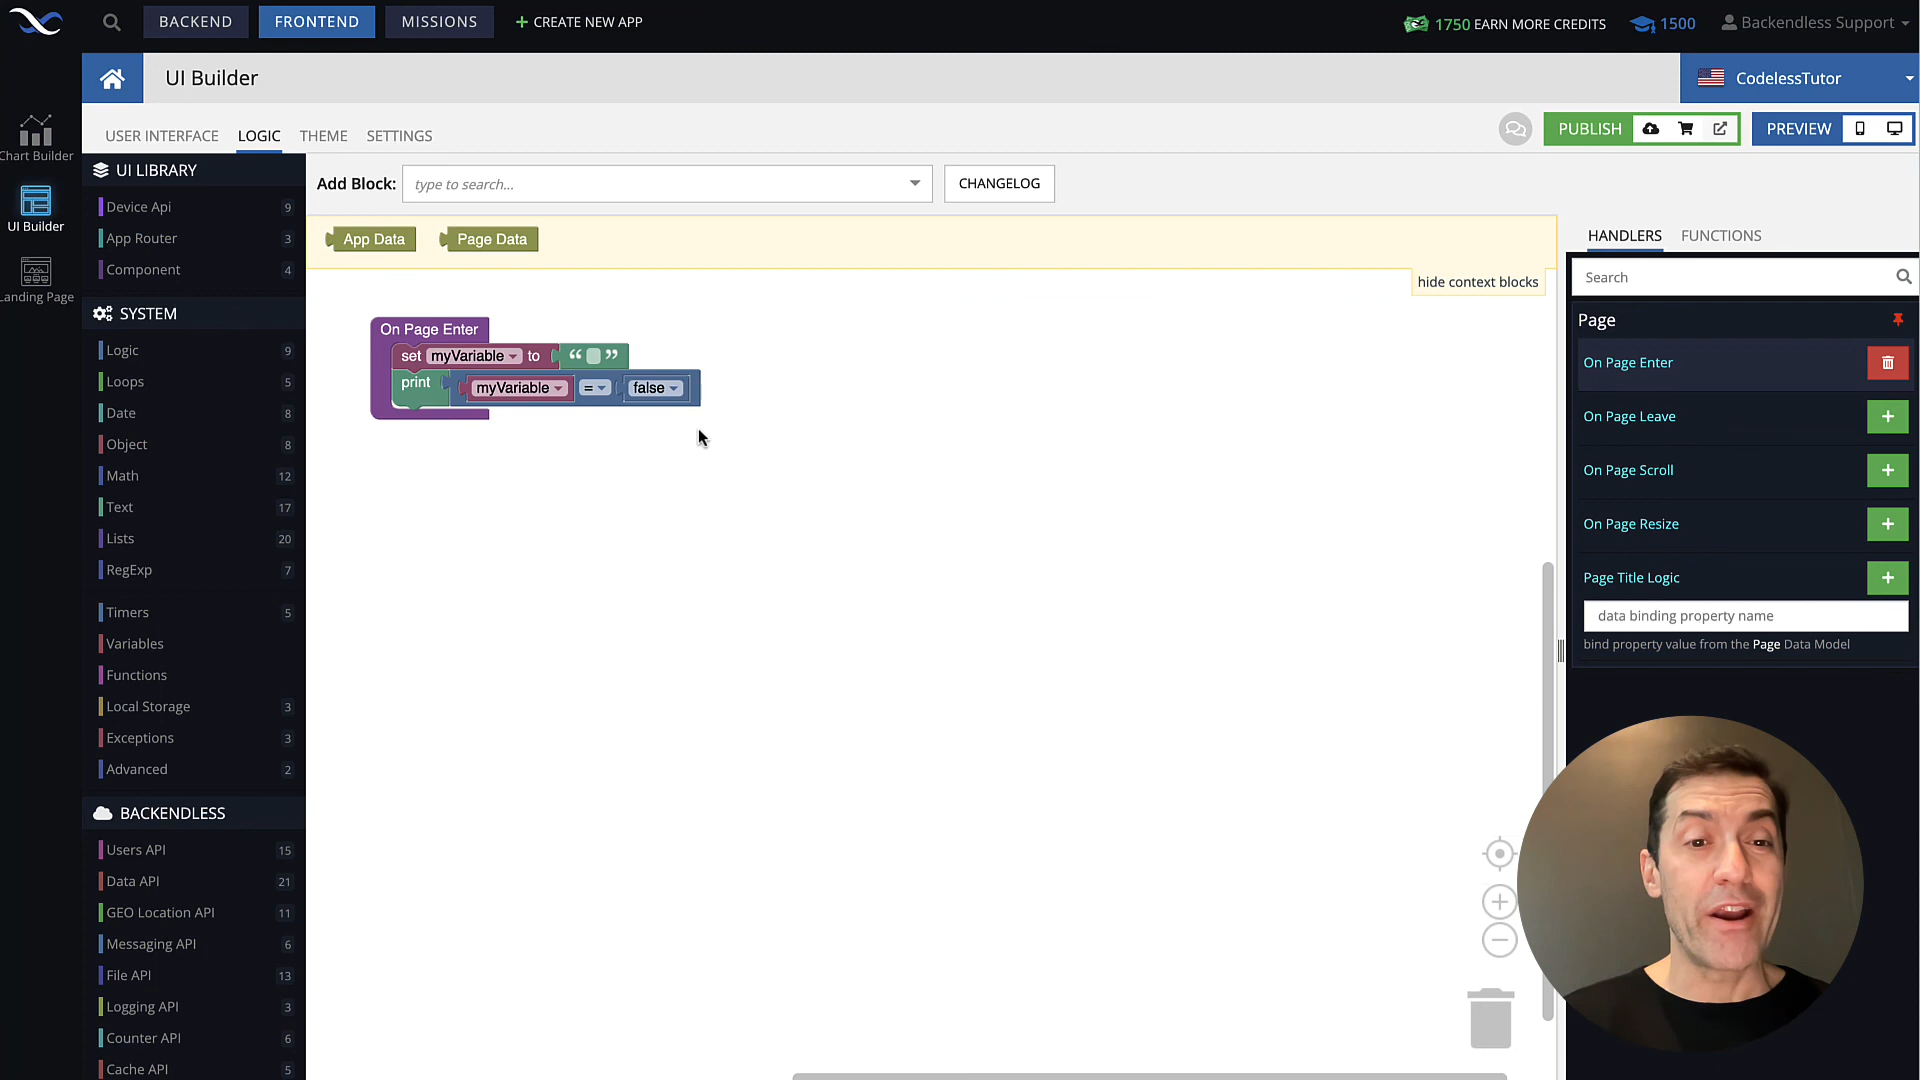 BACKEND
FRONTEND
MISSIONS
+ CREATE NEW APP
1750 EARN MORE CREDITS
1500
Backendless Support
UI Builder
CodelessTutor
USER INTERFACE
LOGIC
THEME
SETTINGS
PUBLISH
PREVIEW
Chart Builder
UI Builder
Landing Page
UI LIBRARY
Device Api 9
App Router 3
Component 4
SYSTEM
Logic 9
Loops 5
Date 8
Object 8
Math 12
Text 17
Lists 20
RegExp 7
Timers 5
Variables
Functions
Local Storage 3
Exceptions 3
Advanced 2
BACKENDLESS
Users API 15
Data API 21
GEO Location API 11
Messaging API 6
File API 13
Logging API 3
Counter API 6
Cache API 5
Add Block:
type to search...
CHANGELOG
App Data
Page Data
hide context blocks
On Page Enter
set myVariable to “ ”
print myVariable = false
HANDLERS
FUNCTIONS
Search
Page
On Page Enter
On Page Leave
On Page Scroll
On Page Resize
Page Title Logic
data binding property name
bind property value from the Page Data Model